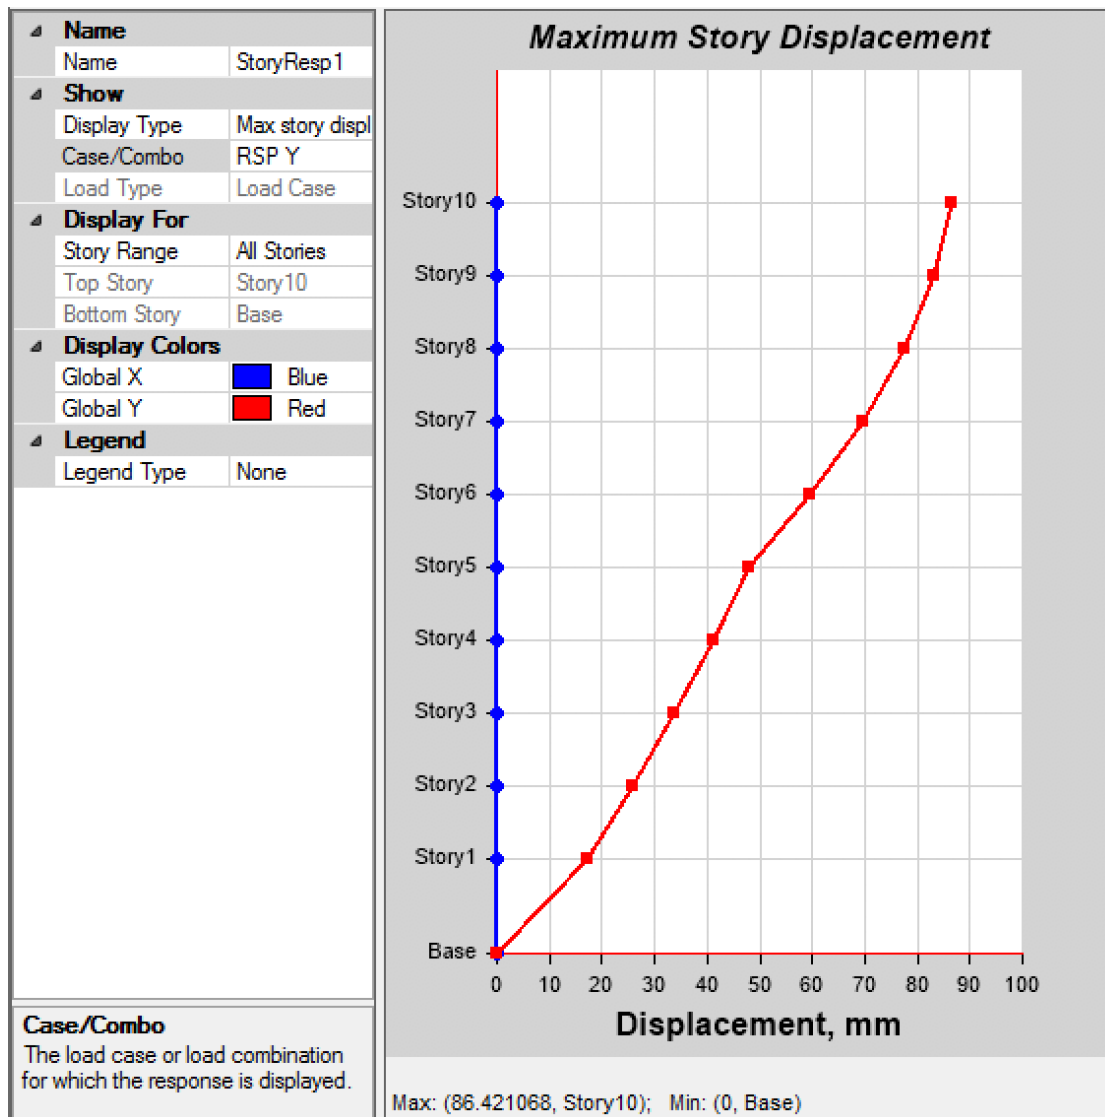 Name
Name StoryResp1
Show
Display Type Max story displ
Case/Combo RSP Y
Load Type Load Case
Display For
Story Range All Stories
Top Story Story10
Bottom Story Base
Display Colors
Global X Blue
Global Y Red
Legend
Legend Type None
Case/Combo
The load case or load combination
for which the response is displayed.
Maximum Story Displacement
Story10
Story9
Story8
Story7
Story6
Story5
Story4
Story3
Story2
Story1
Base
0 10 20 30 40 50 60 70 80 90 100
Displacement, mm
Max: (86.421068, Story10); Min: (0, Base)